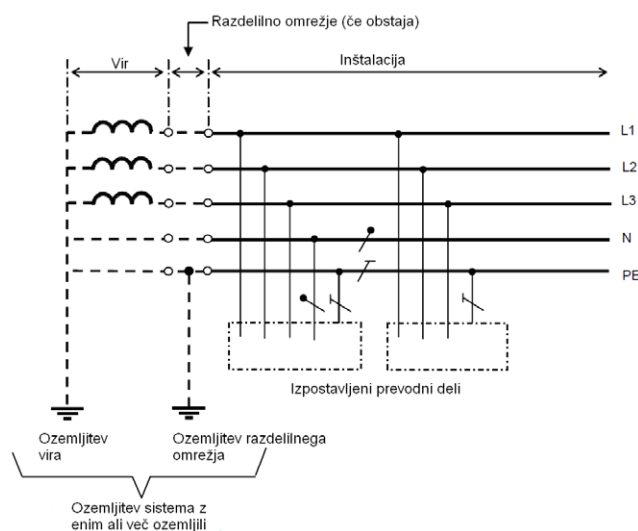 Razdelilno omrežje (če obstaja)
Vir
Inštalacija
L1
L2
L3
N
PE
Izpostavljeni prevodni deli
Ozemljitev
vira
Ozemljitev razdelilnega
omrežja
Ozemljitev sistema z
enim ali več ozemljili